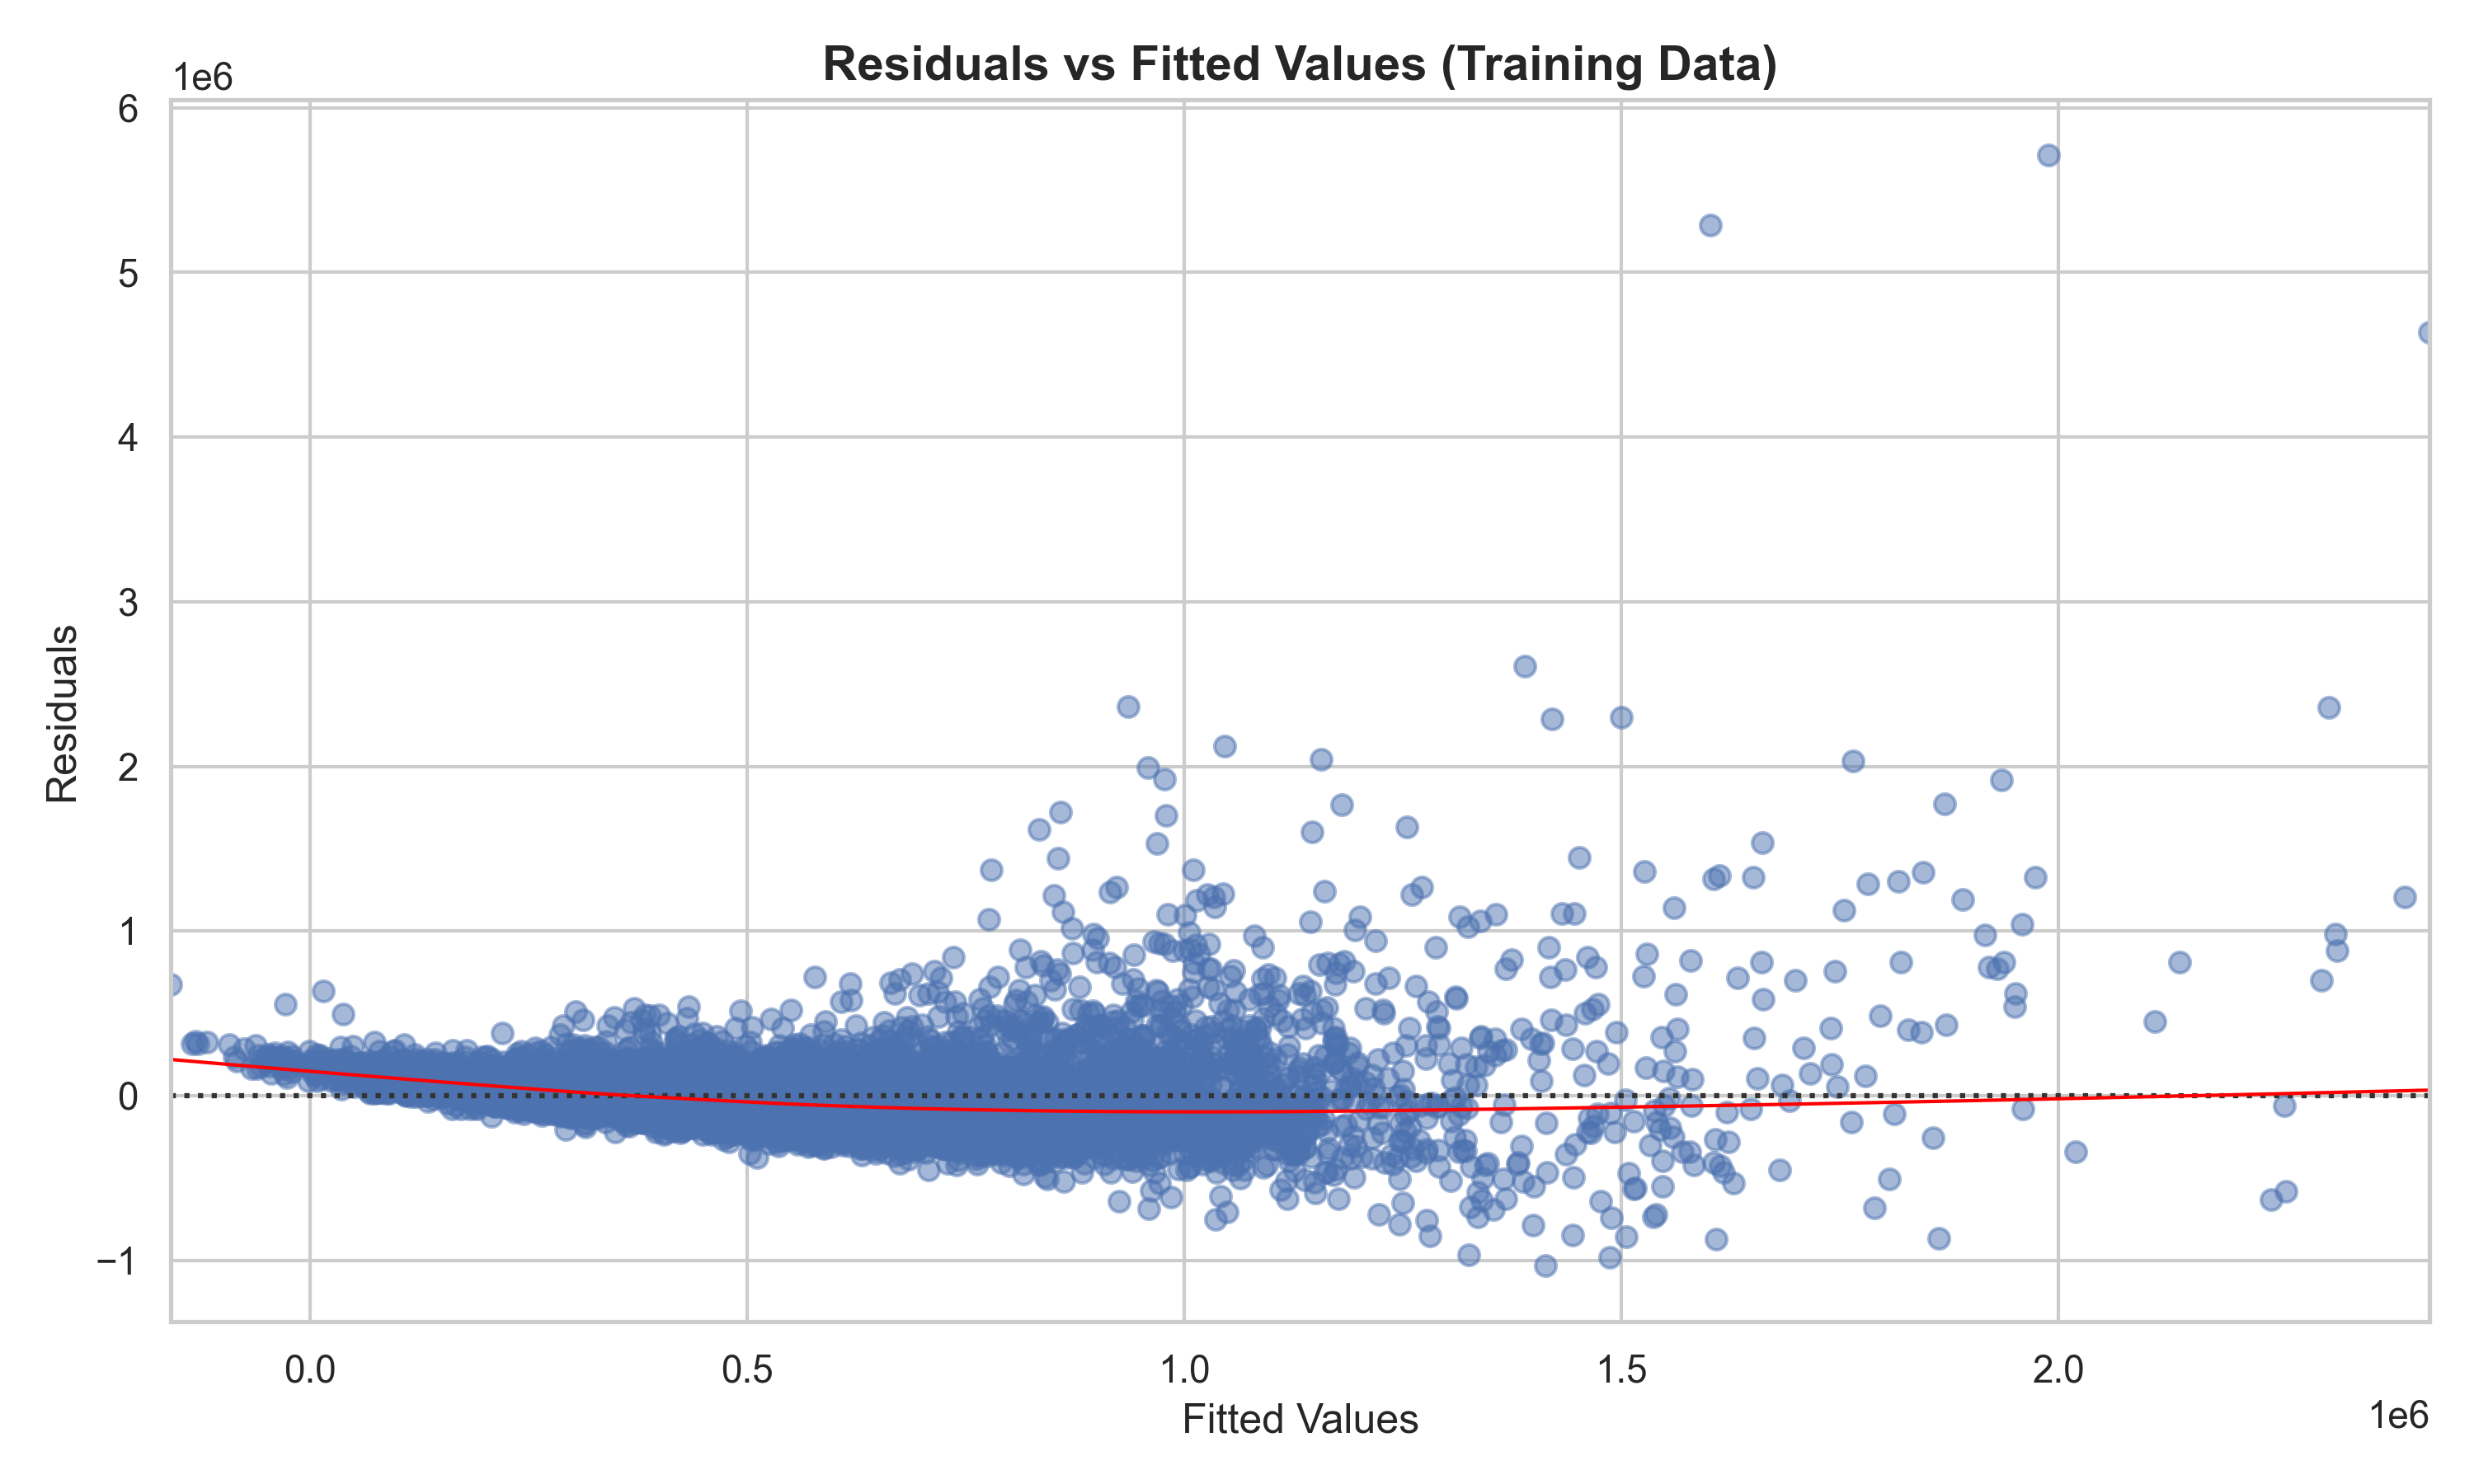 Residuals vs Fitted Values (Training Data)
1e6
6
5
4
3
2
1
0
−1
Residuals
0.0 0.5 1.0 1.5 2.0
Fitted Values
1e6